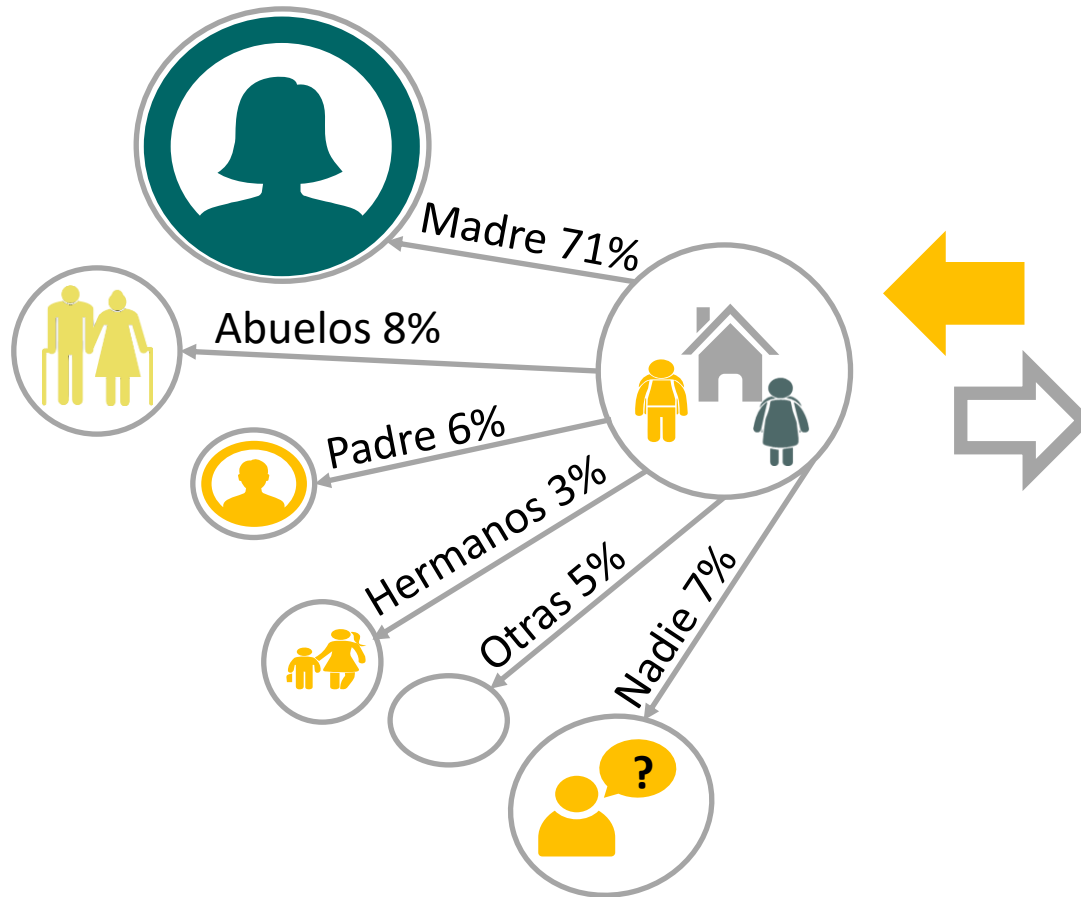 Madre 71%
Abuelos 8%
Padre 6%
Hermanos 3%
Otras 5%
Nadie 7%
?